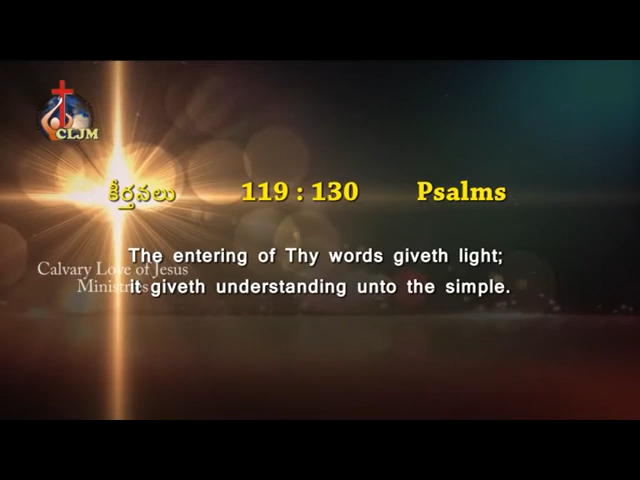 CLJM
కీర్తనలు 119 : 130 Psalms
The entering of Thy words giveth light;
it giveth understanding unto the simple.
Calvary Love of Jesus
Ministries